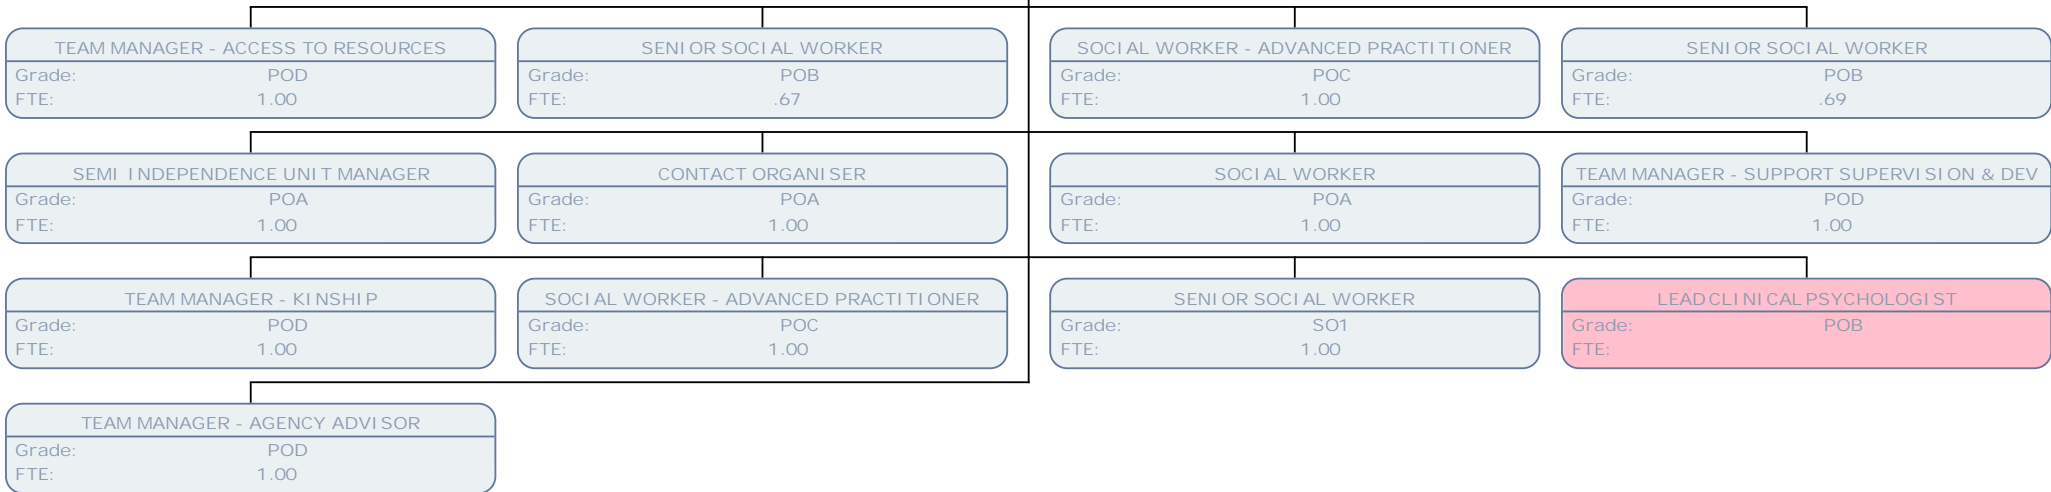 TEAM MANAGER - ACCESS TO RESOURCES
Grade: POD
FTE: 1.00
SENIOR SOCIAL WORKER
Grade: POB
FTE: .67
SOCIAL WORKER - ADVANCED PRACTITIONER
Grade: POC
FTE: 1.00
SENIOR SOCIAL WORKER
Grade: POB
FTE: .69
SEMI INDEPENDENCE UNIT MANAGER
Grade: POA
FTE: 1.00
CONTACT ORGANISER
Grade: POA
FTE: 1.00
SOCIAL WORKER
Grade: POA
FTE: 1.00
TEAM MANAGER - SUPPORT SUPERVISION & DEV
Grade: POD
FTE: 1.00
TEAM MANAGER - KINSHIP
Grade: POD
FTE: 1.00
SOCIAL WORKER - ADVANCED PRACTITIONER
Grade: POC
FTE: 1.00
SENIOR SOCIAL WORKER
Grade: SO1
FTE: 1.00
LEAD CLINICAL PSYCHOLOGIST
Grade: POB
FTE:
TEAM MANAGER - AGENCY ADVISOR
Grade: POD
FTE: 1.00